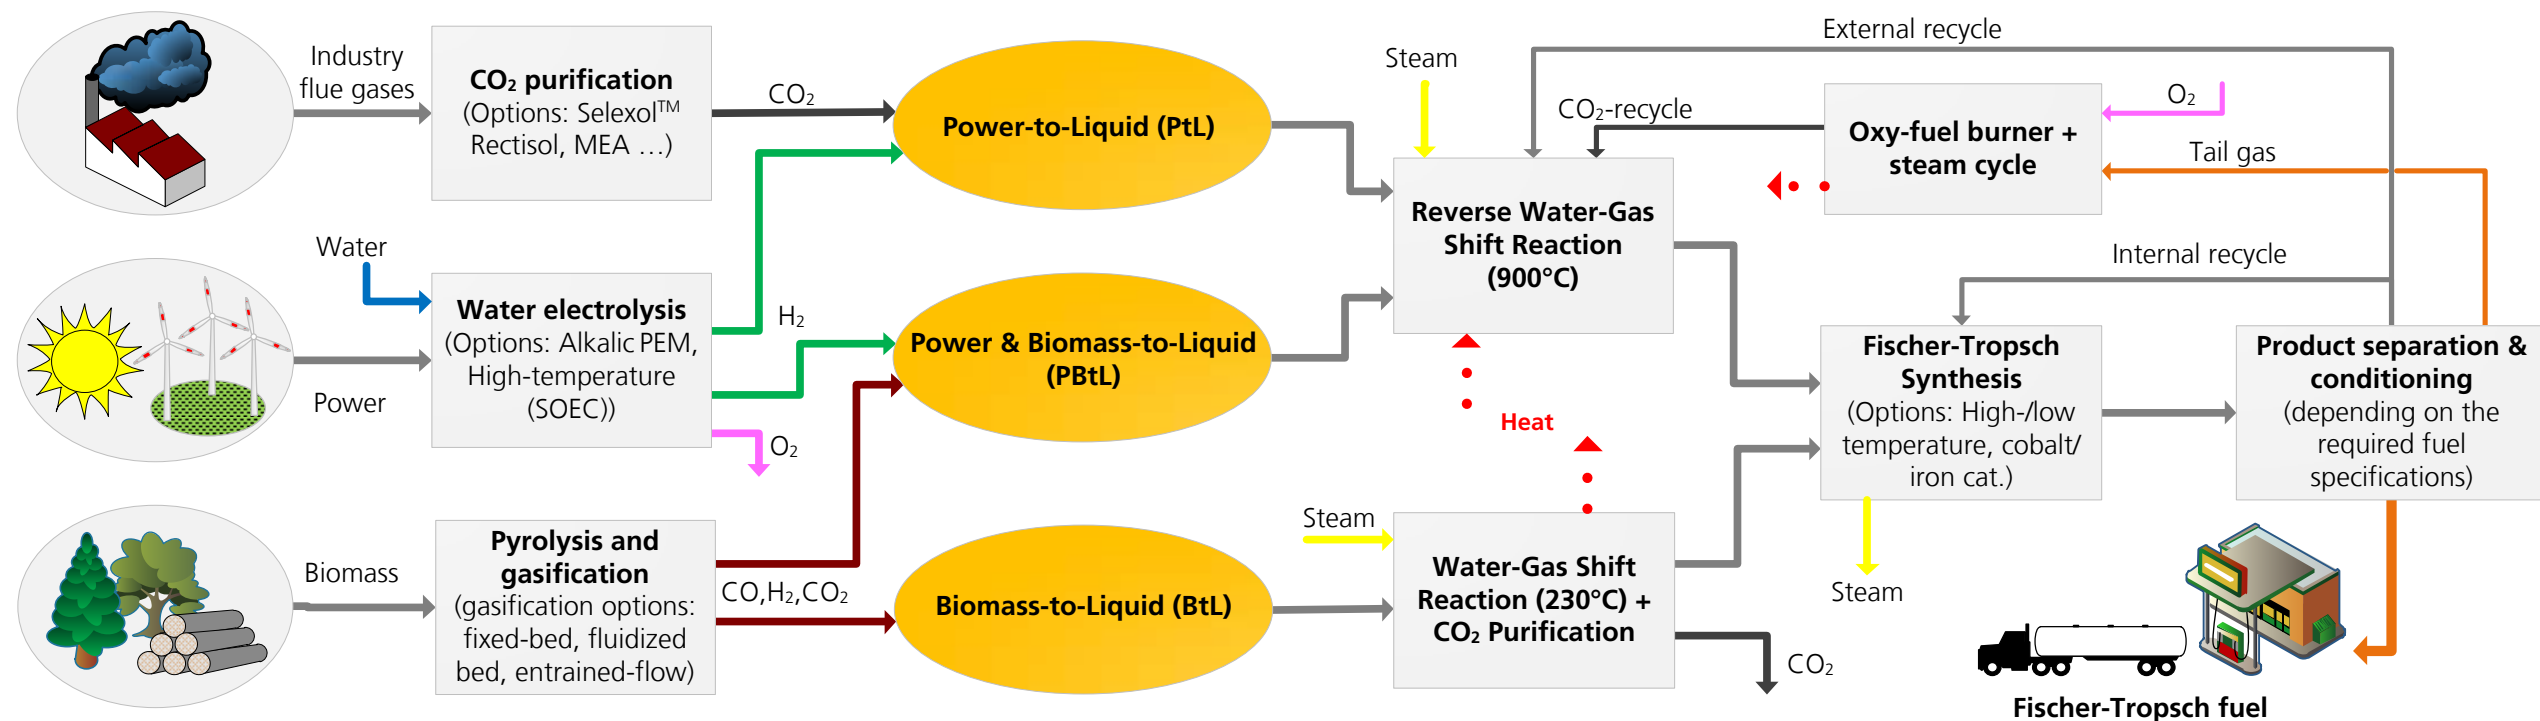 Industry
flue gases
CO₂ purification
(Options: Selexol™
Rectisol, MEA …)
CO₂
Power-to-Liquid (PtL)
Steam
External recycle
CO₂-recycle
Oxy-fuel burner +
steam cycle
O₂
Tail gas
Reverse Water-Gas
Shift Reaction
(900°C)
Water
Power
Water electrolysis
(Options: Alkalic PEM,
High-temperature
(SOEC))
H₂
O₂
Power & Biomass-to-Liquid
(PBtL)
Heat
Internal recycle
Fischer-Tropsch
Synthesis
(Options: High-/low
temperature, cobalt/
iron cat.)
Steam
Product separation &
conditioning
(depending on the
required fuel
specifications)
Biomass
Pyrolysis and
gasification
(gasification options:
fixed-bed, fluidized
bed, entrained-flow)
CO,H₂,CO₂
Biomass-to-Liquid (BtL)
Steam
Water-Gas Shift
Reaction (230°C) +
CO₂ Purification
CO₂
Fischer-Tropsch fuel